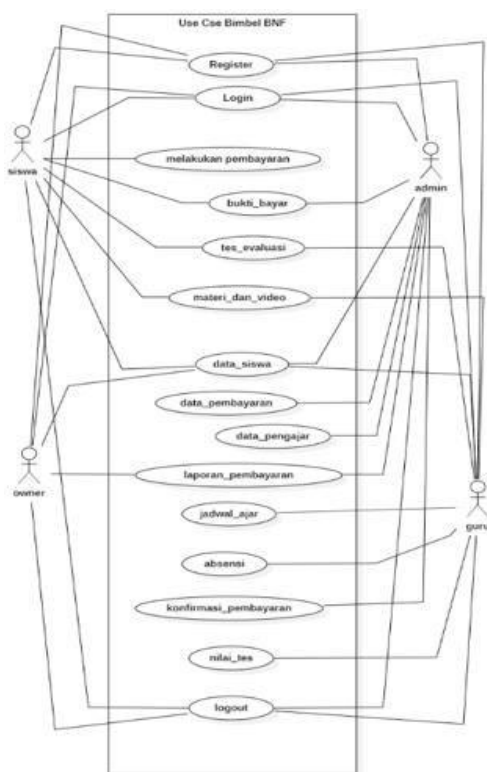 Use Cse Bimbel BNF
Register
Login
siswa
melakukan pembayaran
admin
bukti_bayar
tes_evaluasi
materi_dan_video
data_siswa
data_pembayaran
data_pengajar
laporan_pembayaran
owner
jadwal_ajar
guru
absensi
konfirmasi_pembayaran
nilai_tes
logout